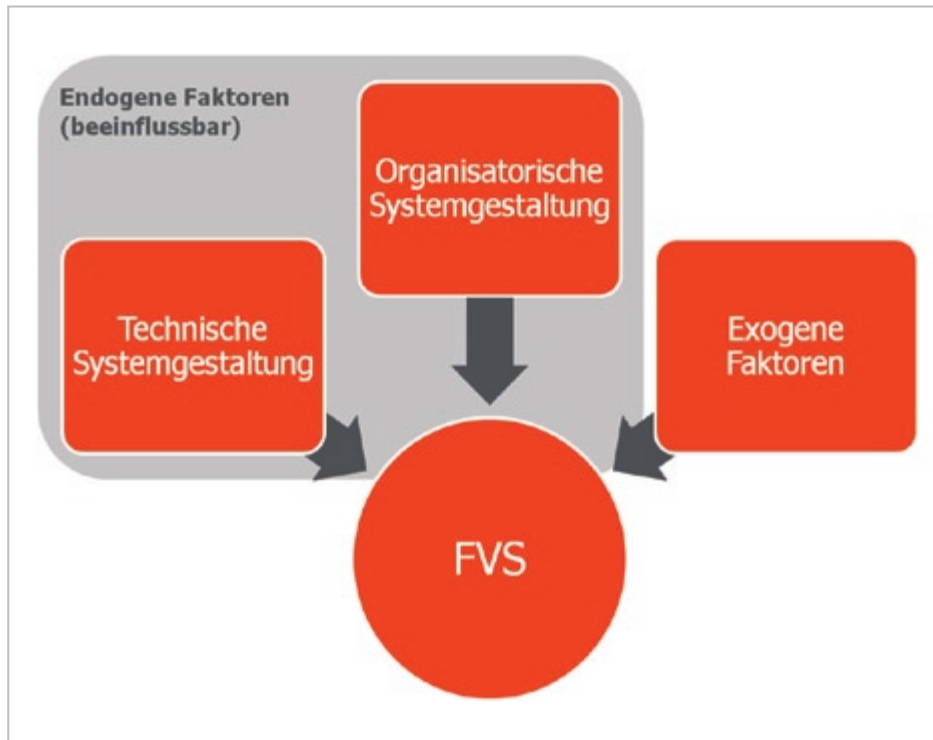 Endogene Faktoren
(beeinflussbar)
Organisatorische
Systemgestaltung
Technische
Systemgestaltung
Exogene
Faktoren
FVS